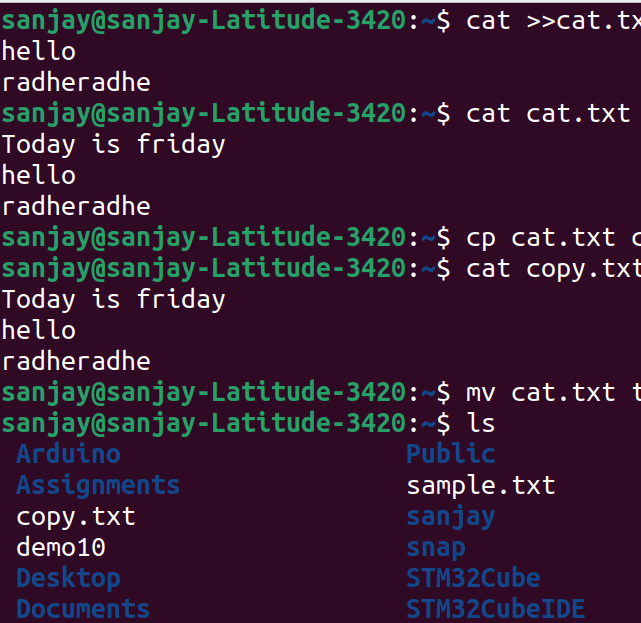 sanjay@sanjay-Latitude-3420:~$ cat >>cat.tx
hello
radheradhe
sanjay@sanjay-Latitude-3420:~$ cat cat.txt
Today is friday
hello
radheradhe
sanjay@sanjay-Latitude-3420:~$ cp cat.txt c
sanjay@sanjay-Latitude-3420:~$ cat copy.txt
Today is friday
hello
radheradhe
sanjay@sanjay-Latitude-3420:~$ mv cat.txt t
sanjay@sanjay-Latitude-3420:~$ ls
Arduino Public
Assignments sample.txt
copy.txt sanjay
demo10 snap
Desktop STM32Cube
Documents STM32CubeIDE